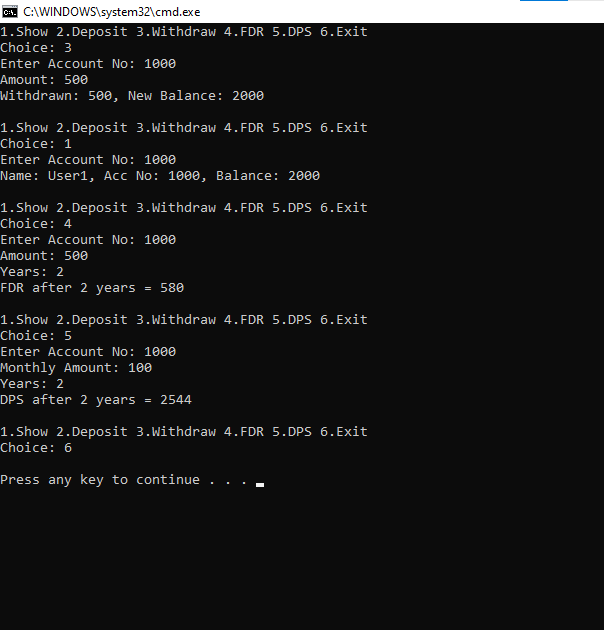 C:\WINDOWS\system32\cmd.exe
1.Show 2.Deposit 3.Withdraw 4.FDR 5.DPS 6.Exit
Choice: 3
Enter Account No: 1000
Amount: 500
Withdrawn: 500, New Balance: 2000
1.Show 2.Deposit 3.Withdraw 4.FDR 5.DPS 6.Exit
Choice: 1
Enter Account No: 1000
Name: User1, Acc No: 1000, Balance: 2000
1.Show 2.Deposit 3.Withdraw 4.FDR 5.DPS 6.Exit
Choice: 4
Enter Account No: 1000
Amount: 500
Years: 2
FDR after 2 years = 580
1.Show 2.Deposit 3.Withdraw 4.FDR 5.DPS 6.Exit
Choice: 5
Enter Account No: 1000
Monthly Amount: 100
Years: 2
DPS after 2 years = 2544
1.Show 2.Deposit 3.Withdraw 4.FDR 5.DPS 6.Exit
Choice: 6
Press any key to continue . . .